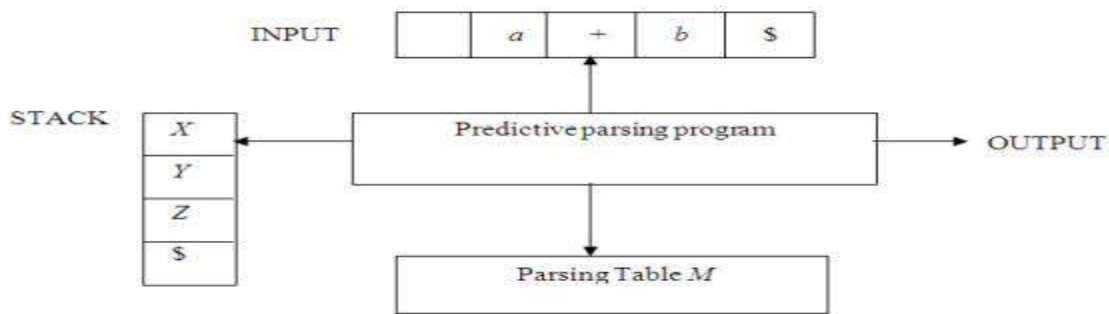 INPUT a + b $
STACK
X
Y
Z
$
Predictive parsing program
OUTPUT
Parsing Table M